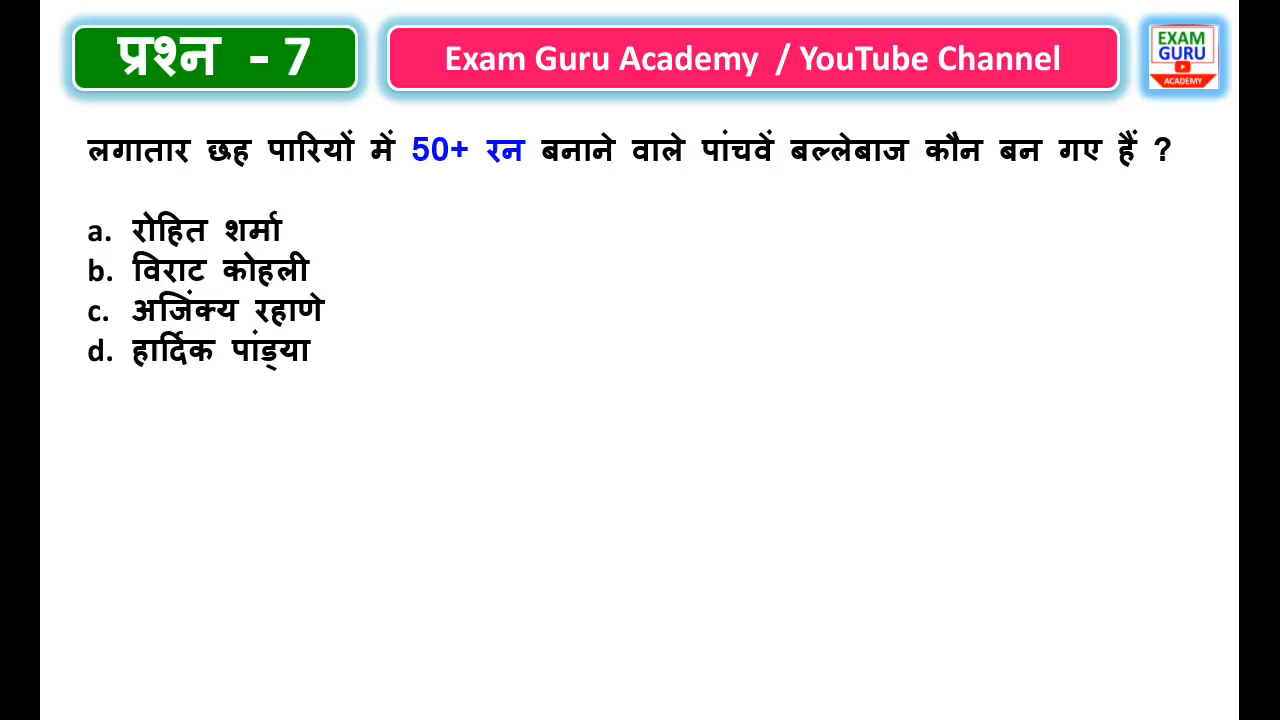 प्रश्न - 7
Exam Guru Academy / YouTube Channel
EXAM
GURU
ACADEMY
लगातार छह पारियों में 50+ रन बनाने वाले पांचवें बल्लेबाज कौन बन गए हैं ?
a. रोहित शर्मा
b. विराट कोहली
c. अजिंक्य रहाणे
d. हार्दिक पांड्या